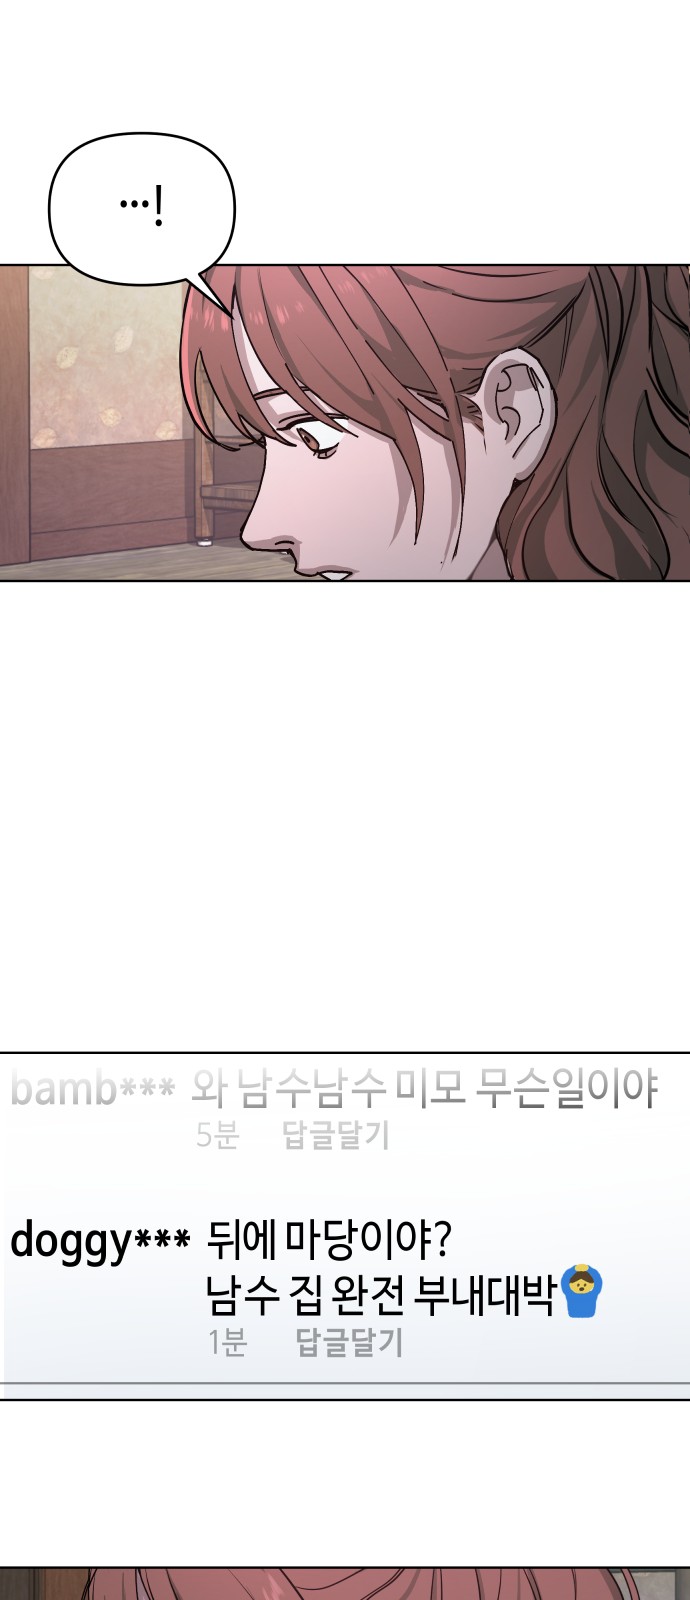 …!
bamb*** 와 남수남수 미모 무슨일이야
5분 답글달기
doggy*** 뒤에 마당이야?
남수 집 완전 부내대박🙆
1분 답글달기